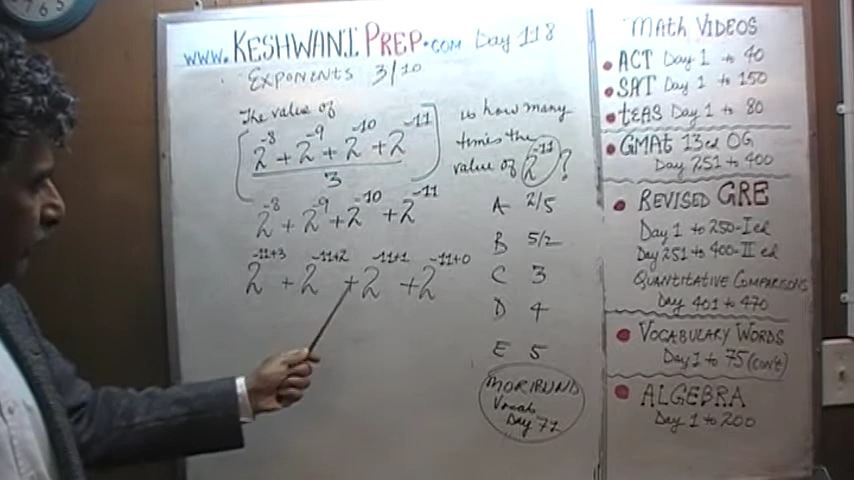 www.KESHWANI PREP.com Day 118
EXPONENTS 3/10
The value of
2^-8 + 2^-9 + 2^-10 + 2^-11
3
is how many
times the
value of 2^-11 ?
2^-8 + 2^-9 + 2^-10 + 2^-11
2^-11+3 + 2^-11+2 + 2^-11+1 + 2^-11+0
A 2/5
B 5/2
C 3
D 4
E 5
MORIBUND
Vocab
Day 71
Math VIDEOS
ACT Day 1 to 40
SAT Day 1 to 150
tEAS Day 1 to 80
GMAt 13ed OG
Day 251 to 400
REVISED GRE
Day 1 to 250-I ed
Day 251 to 400-II ed
QUANTITATIVE COMPARISONS
Day 401 to 470
VOCABULARY WORDS
Day 1 to 75 (con't)
ALGEBRA
Day 1 to 200